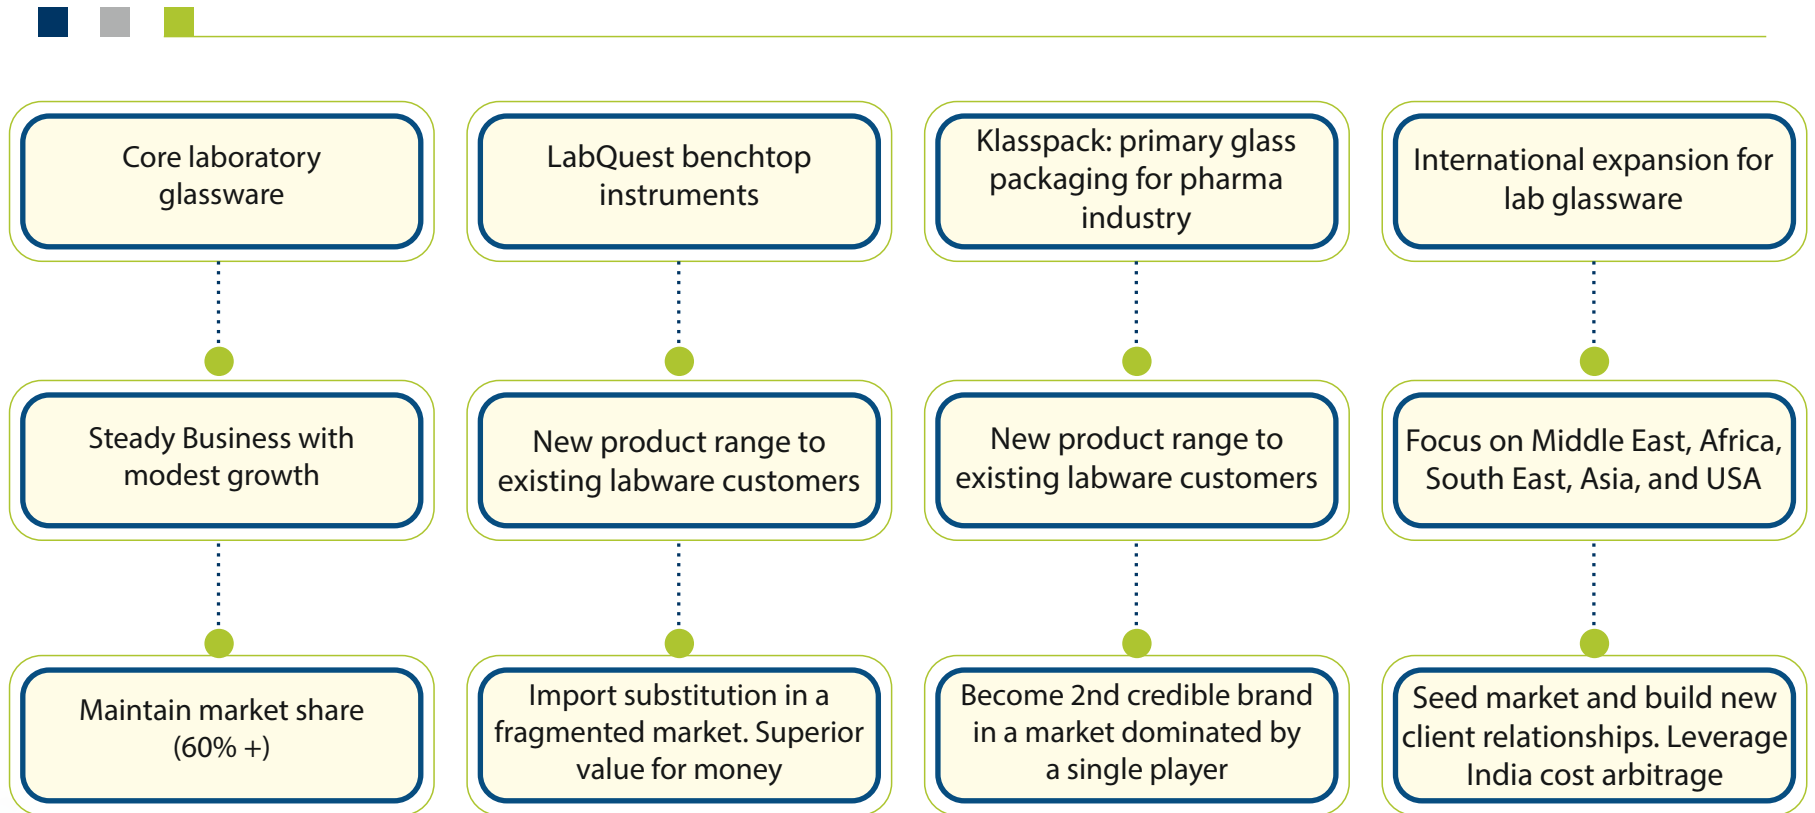 Core laboratory
glassware
LabQuest benchtop
instruments
Klasspack: primary glass
packaging for pharma
industry
International expansion for
lab glassware
Steady Business with
modest growth
New product range to
existing labware customers
New product range to
existing labware customers
Focus on Middle East, Africa,
South East, Asia, and USA
Maintain market share
(60% +)
Import substitution in a
fragmented market. Superior
value for money
Become 2nd credible brand
in a market dominated by
a single player
Seed market and build new
client relationships. Leverage
India cost arbitrage